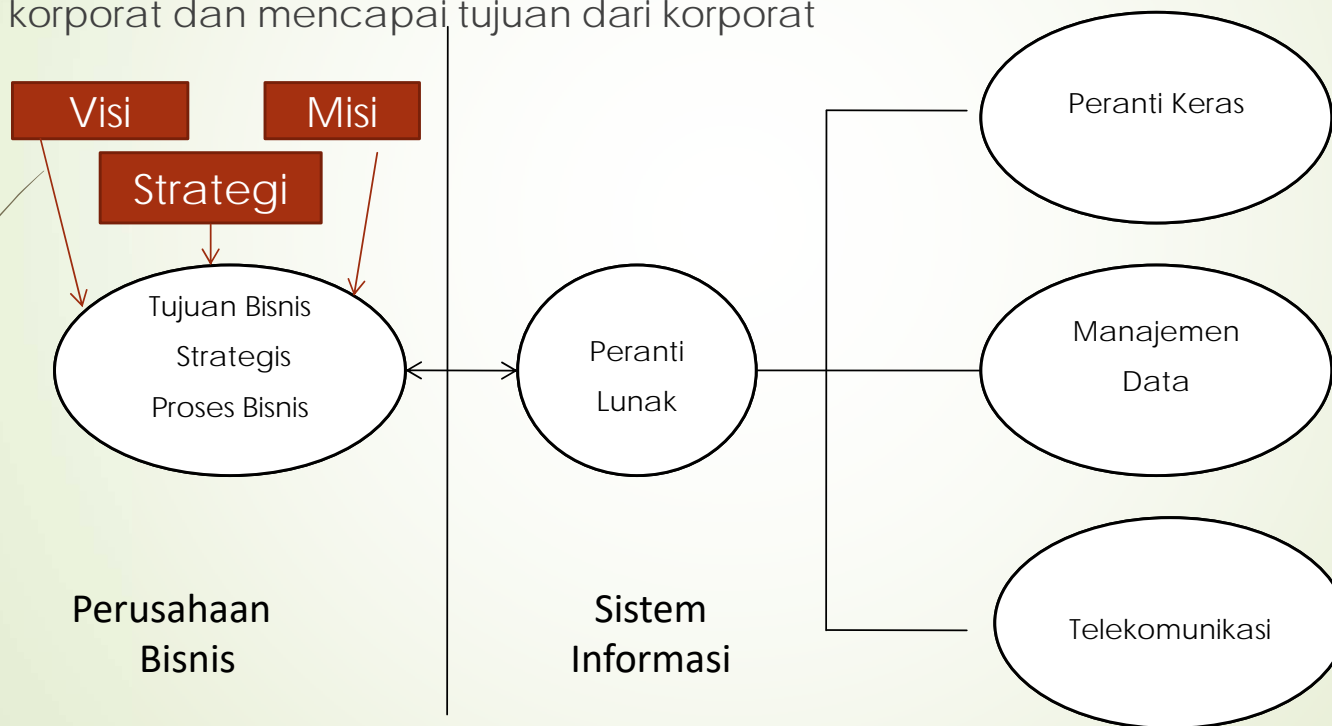 korporat dan mencapai tujuan dari korporat
Visi
Misi
Strategi
Tujuan Bisnis
Strategis
Proses Bisnis
Peranti
Lunak
Peranti Keras
Manajemen
Data
Telekomunikasi
Perusahaan
Bisnis
Sistem
Informasi